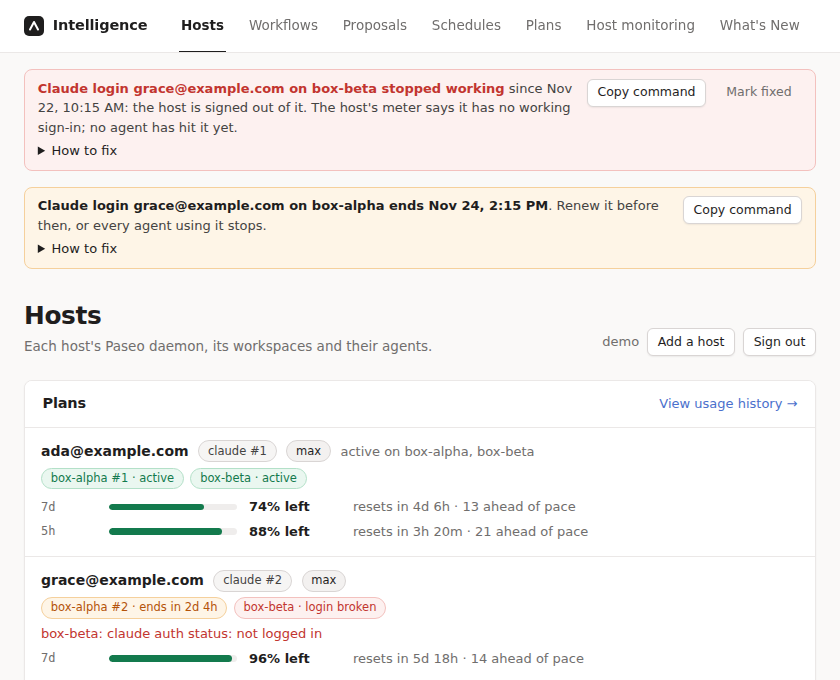 Intelligence Hosts Workflows Proposals Schedules Plans Host monitoring What's New
Claude login grace@example.com on box-beta stopped working since Nov
22, 10:15 AM: the host is signed out of it. The host's meter says it has no working
sign-in; no agent has hit it yet.
Copy command Mark fixed
How to fix
Claude login grace@example.com on box-alpha ends Nov 24, 2:15 PM. Renew it before
then, or every agent using it stops.
Copy command
How to fix
Hosts
Each host's Paseo daemon, its workspaces and their agents.
demo Add a host Sign out
Plans View usage history →
ada@example.com claude #1 max active on box-alpha, box-beta
box-alpha #1 · active box-beta · active
7d 74% left resets in 4d 6h · 13 ahead of pace
5h 88% left resets in 3h 20m · 21 ahead of pace
grace@example.com claude #2 max
box-alpha #2 · ends in 2d 4h box-beta · login broken
box-beta: claude auth status: not logged in
7d 96% left resets in 5d 18h · 14 ahead of pace